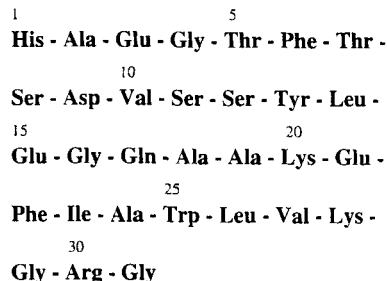 1 5
His - Ala - Glu - Gly - Thr - Phe - Thr -
10
Ser - Asp - Val - Ser - Ser - Tyr - Leu -
15 20
Glu - Gly - Gln - Ala - Ala - Lys - Glu -
25
Phe - Ile - Ala - Trp - Leu - Val - Lys -
30
Gly - Arg - Gly